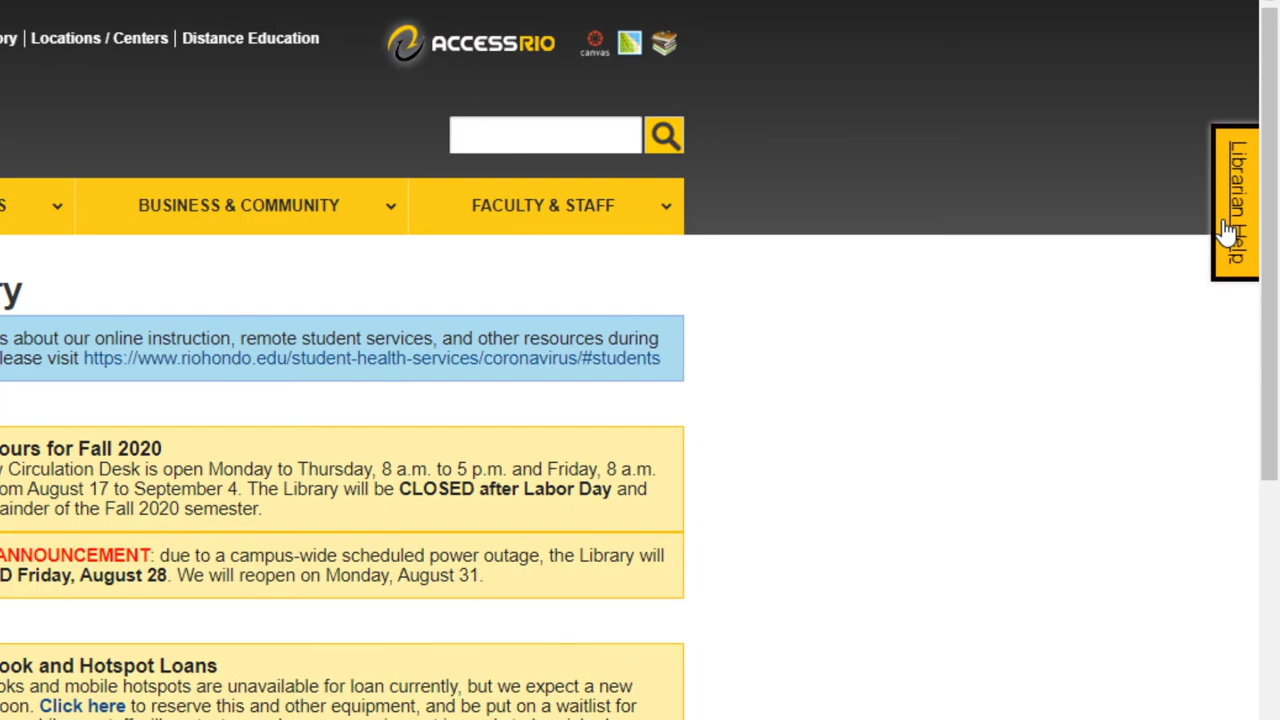 ory | Locations / Centers | Distance Education
ACCESSRIO
canvas
Librarian Help
S
BUSINESS & COMMUNITY
FACULTY & STAFF
ry
s about our online instruction, remote student services, and other resources during
lease visit https://www.riohondo.edu/student-health-services/coronavirus/#students
ours for Fall 2020
y Circulation Desk is open Monday to Thursday, 8 a.m. to 5 p.m. and Friday, 8 a.m.
om August 17 to September 4. The Library will be CLOSED after Labor Day and
ainder of the Fall 2020 semester.
ANNOUNCEMENT: due to a campus-wide scheduled power outage, the Library will
D Friday, August 28. We will reopen on Monday, August 31.
ook and Hotspot Loans
oks and mobile hotspots are unavailable for loan currently, but we expect a new
oon. Click here to reserve this and other equipment, and be put on a waitlist for